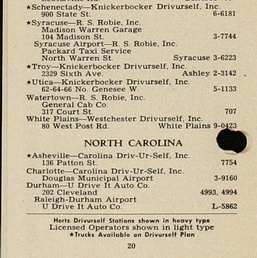 ★Schenectady—Knickerbocker Drivurself, Inc.
900 State St. 6-6181
★Syracuse—R. S. Robie, Inc.
Madison Warren Garage
104 Madison St. 3-7744
Syracuse Airport—R. S. Robie, Inc.
Packard Taxi Service
North Warren St. Syracuse 3-6223
★Troy—Knickerbocker Drivurself, Inc.
2329 Sixth Ave. Ashley 2-3142
★Utica—Knickerbocker Drivurself, Inc.
62-64-66 No. Genesee W. 5-1133
Watertown—R. S. Robie, Inc.
General Cab Co.
317 Court St. 707
White Plains—Westchester Drivurself, Inc.
80 West Post Rd. White Plains 9-0423
NORTH CAROLINA
★Asheville—Carolina Driv-Ur-Self, Inc.
136 Patton St. 7754
Charlotte—Carolina Driv-Ur-Self, Inc.
Douglas Municipal Airport 3-9160
Durham—U Drive It Auto Co.
202 Cleveland 4993, 4994
Raleigh-Durham Airport
U Drive It Auto Co. L-5862
Hertz Drivurself Stations shown in heavy type
Licensed Operators shown in light type
★Trucks Available on Drivurself Plan
20